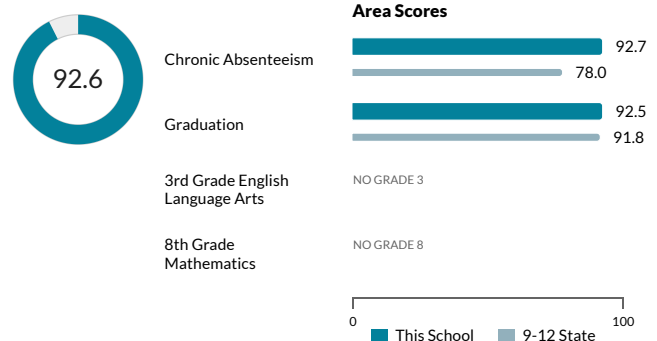 Area Scores
92.6
Chronic Absenteeism
92.7
78.0
Graduation
92.5
91.8
3rd Grade English
Language Arts
NO GRADE 3
8th Grade
Mathematics
NO GRADE 8
0
100
This School
9-12 State